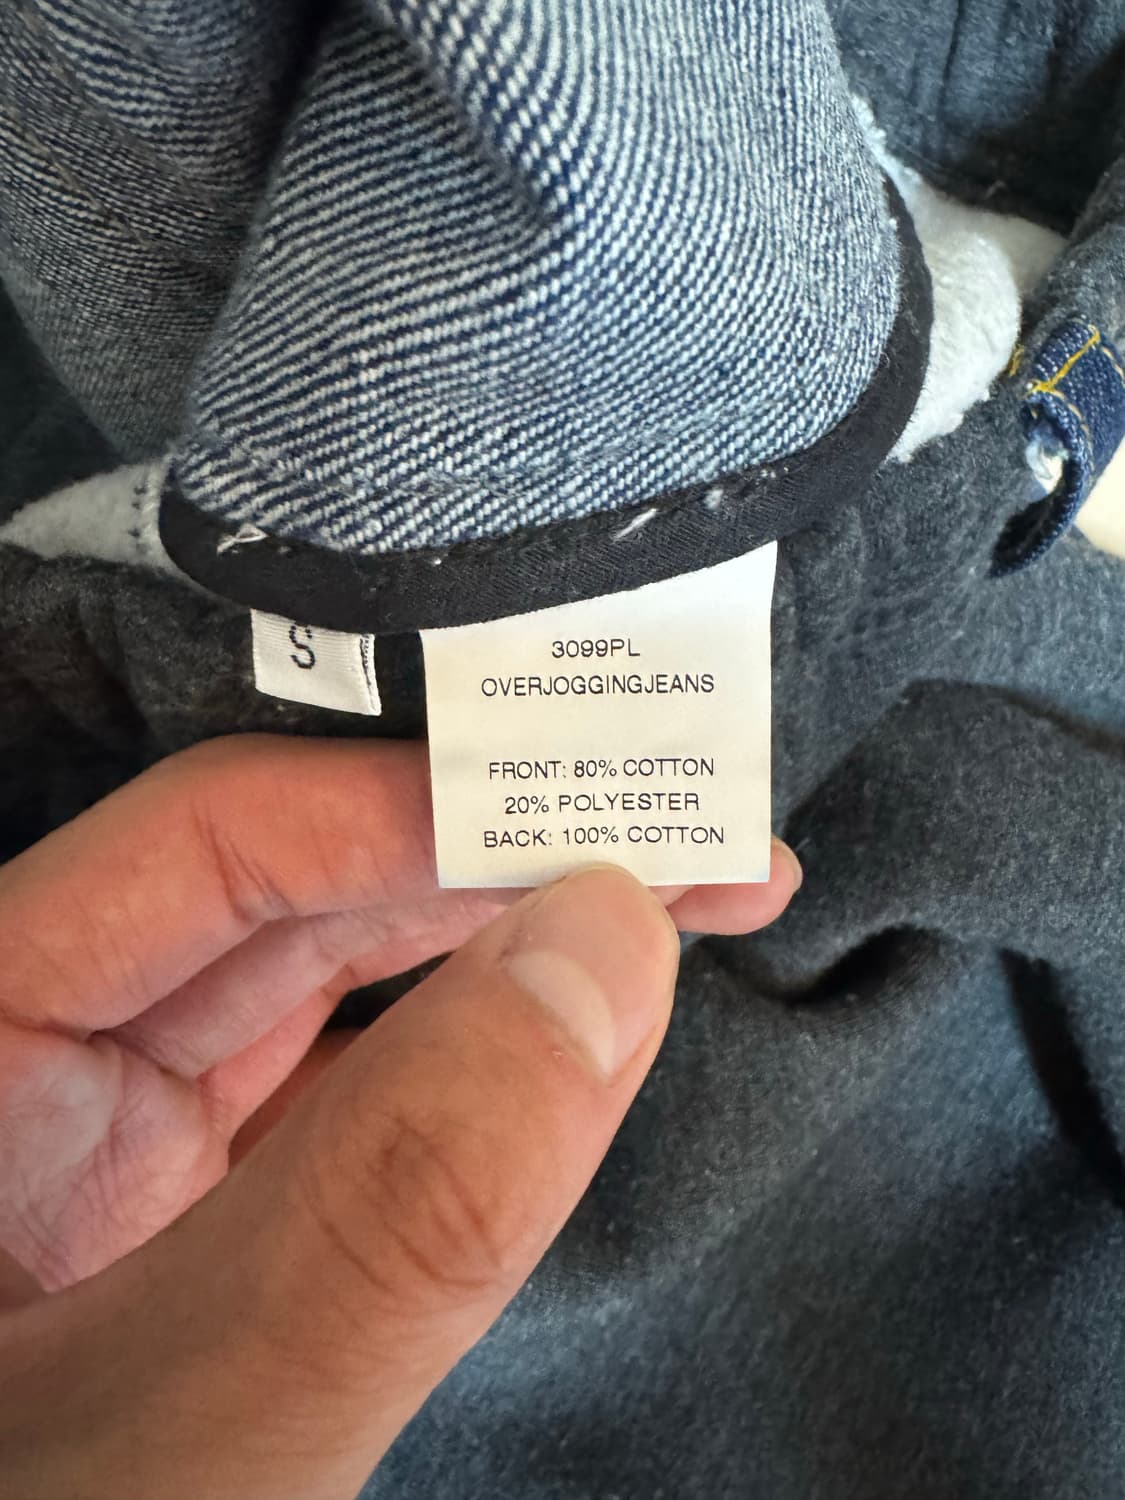 S
3099PL
OVERJOGGINGJEANS
FRONT: 80% COTTON
20% POLYESTER
BACK: 100% COTTON